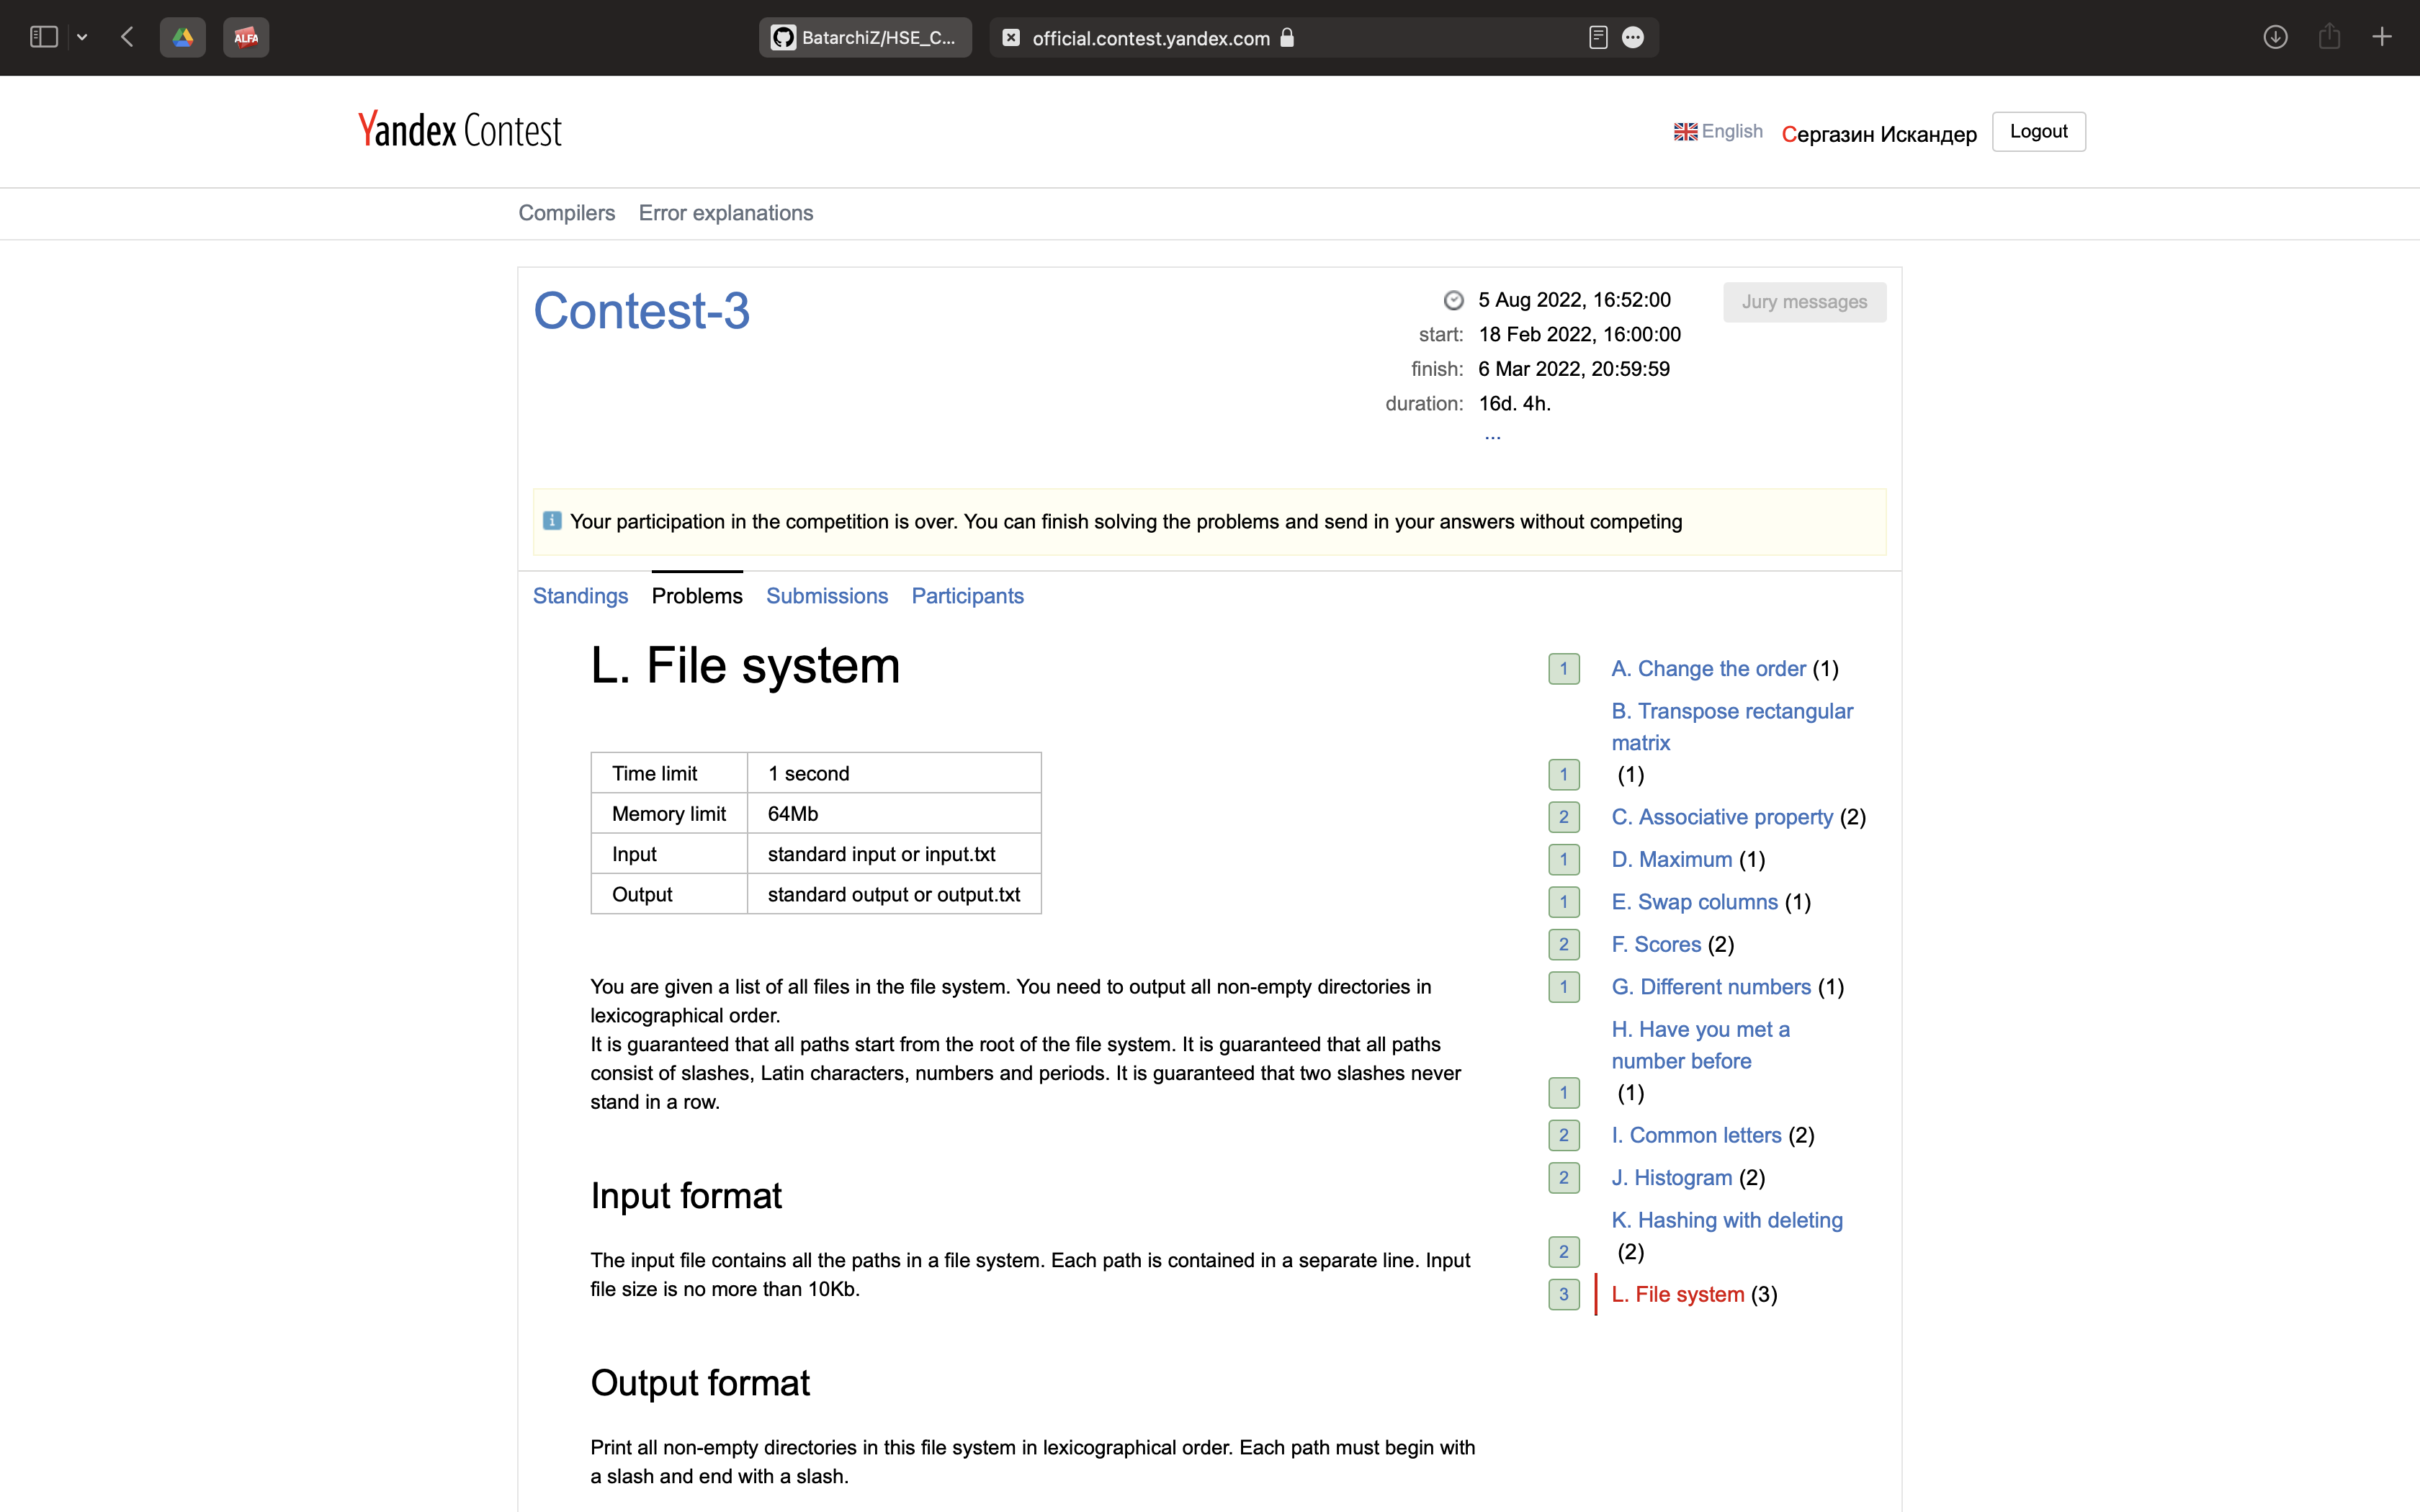 ALFA
BatarchiZ/HSE_C...
official.contest.yandex.com
Yandex Contest
English
Сергазин Искандер
Logout
Compilers
Error explanations
Contest-3
5 Aug 2022, 16:52:00
Jury messages
start: 18 Feb 2022, 16:00:00
finish: 6 Mar 2022, 20:59:59
duration: 16d. 4h.
...
Your participation in the competition is over. You can finish solving the problems and send in your answers without competing
Standings
Problems
Submissions
Participants
L. File system
Time limit 1 second
Memory limit 64Mb
Input standard input or input.txt
Output standard output or output.txt
You are given a list of all files in the file system. You need to output all non-empty directories in
lexicographical order.
It is guaranteed that all paths start from the root of the file system. It is guaranteed that all paths
consist of slashes, Latin characters, numbers and periods. It is guaranteed that two slashes never
stand in a row.
Input format
The input file contains all the paths in a file system. Each path is contained in a separate line. Input
file size is no more than 10Kb.
Output format
Print all non-empty directories in this file system in lexicographical order. Each path must begin with
a slash and end with a slash.
1 A. Change the order (1)
B. Transpose rectangular
matrix
1 (1)
2 C. Associative property (2)
1 D. Maximum (1)
1 E. Swap columns (1)
2 F. Scores (2)
1 G. Different numbers (1)
H. Have you met a
number before
1 (1)
2 I. Common letters (2)
2 J. Histogram (2)
K. Hashing with deleting
2 (2)
3 L. File system (3)